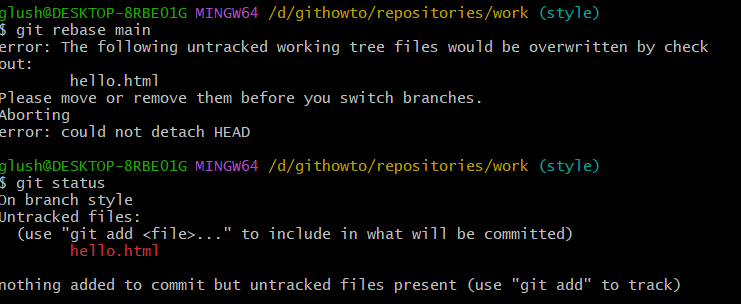 glush@DESKTOP-8RBE01G MINGW64 /d/githowto/repositories/work (style)
$ git rebase main
error: The following untracked working tree files would be overwritten by check
out:
        hello.html
Please move or remove them before you switch branches.
Aborting
error: could not detach HEAD

glush@DESKTOP-8RBE01G MINGW64 /d/githowto/repositories/work (style)
$ git status
On branch style
Untracked files:
  (use "git add <file>..." to include in what will be committed)
        hello.html

nothing added to commit but untracked files present (use "git add" to track)